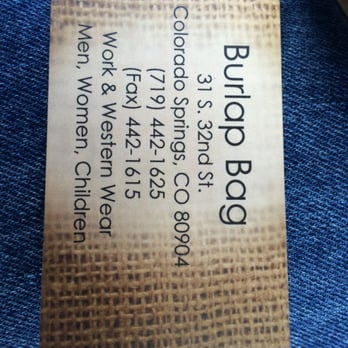 Burlap Bag
31 S. 32nd St.
Colorado Springs, CO 80904
(719) 442-1625
(Fax) 442-1615
Work & Western Wear
Men, Women, Children